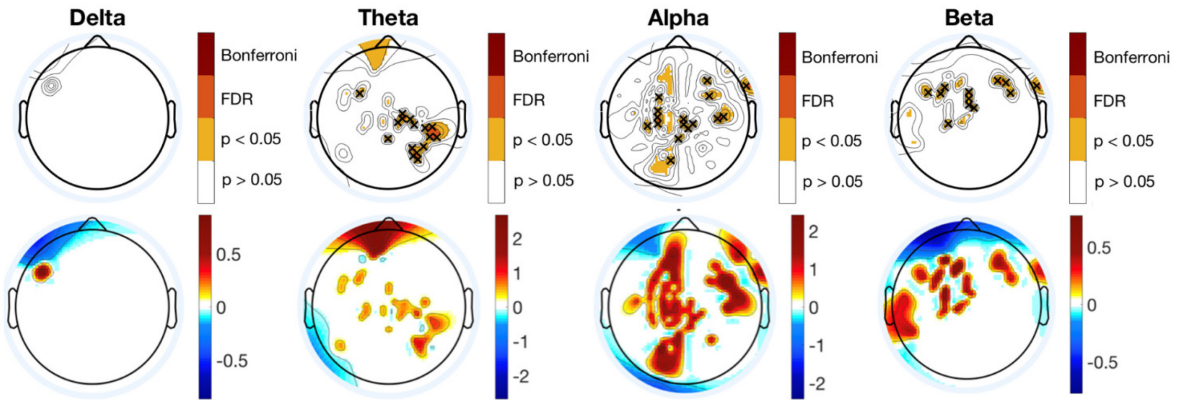 Delta Theta Alpha Beta
Bonferroni Bonferroni Bonferroni Bonferroni
FDR FDR FDR FDR
p < 0.05 p < 0.05 p < 0.05 p < 0.05
p > 0.05 p > 0.05 p > 0.05 p > 0.05
0.5 2 2 0.5
1 1
0 0 0 0
-1 -1
-0.5 -2 -2 -0.5